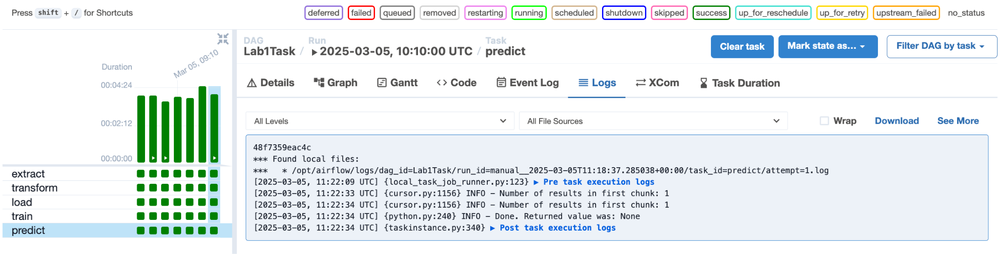 Press shift + / for Shortcuts
deferred failed queued removed restarting running scheduled shutdown skipped success up_for_reschedule up_for_retry upstream_failed no_status
Duration
Mar 05, 09:10
00:04:24
00:02:12
00:00:00
extract
transform
load
train
predict
DAG Run Task
Lab1Task / 2025-03-05, 10:10:00 UTC / predict
Clear task Mark state as... Filter DAG by task
Details Graph Gantt Code Event Log Logs XCom Task Duration
All Levels All File Sources Wrap Download See More
48f7359eac4c
*** Found local files:
***   * /opt/airflow/logs/dag_id=Lab1Task/run_id=manual__2025-03-05T11:18:37.285038+00:00/task_id=predict/attempt=1.log
[2025-03-05, 11:22:09 UTC] {local_task_job_runner.py:123} ▶ Pre task execution logs
[2025-03-05, 11:22:33 UTC] {cursor.py:1156} INFO - Number of results in first chunk: 1
[2025-03-05, 11:22:34 UTC] {cursor.py:1156} INFO - Number of results in first chunk: 1
[2025-03-05, 11:22:34 UTC] {python.py:240} INFO - Done. Returned value was: None
[2025-03-05, 11:22:34 UTC] {taskinstance.py:340} ▶ Post task execution logs